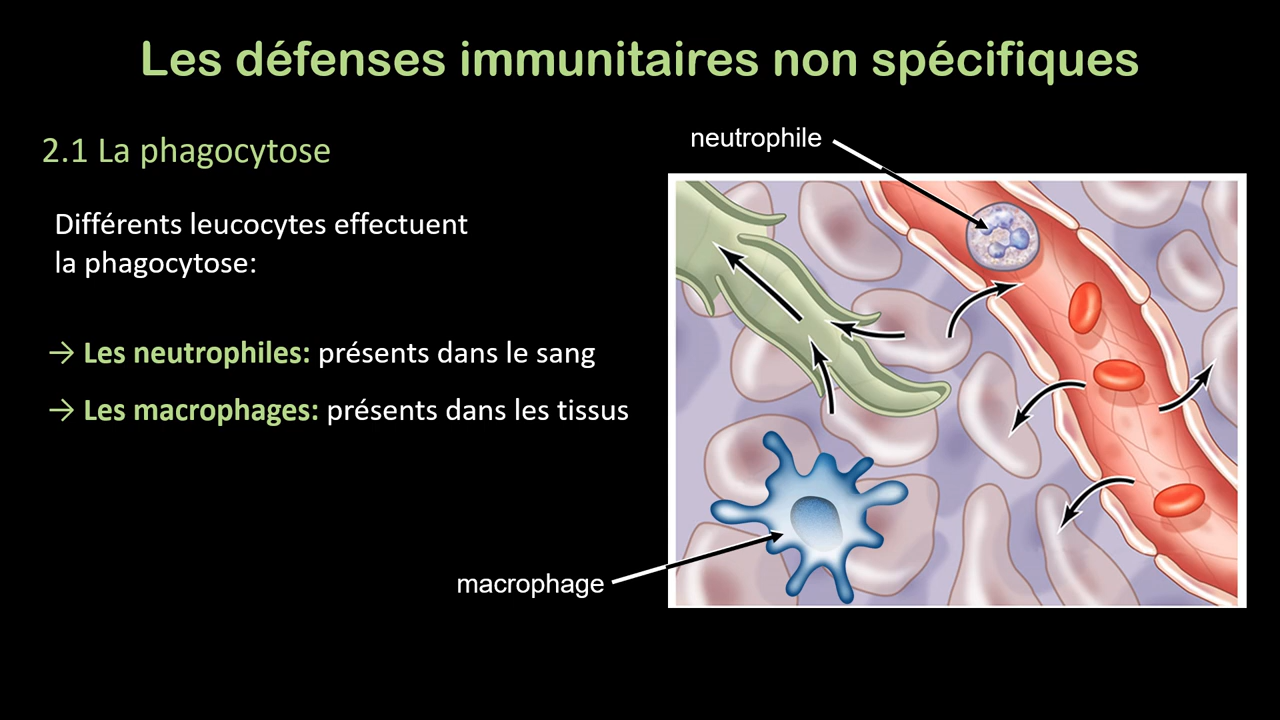 Les défenses immunitaires non spécifiques
2.1 La phagocytose
Différents leucocytes effectuent
la phagocytose:
→ Les neutrophiles: présents dans le sang
→ Les macrophages: présents dans les tissus
neutrophile
macrophage